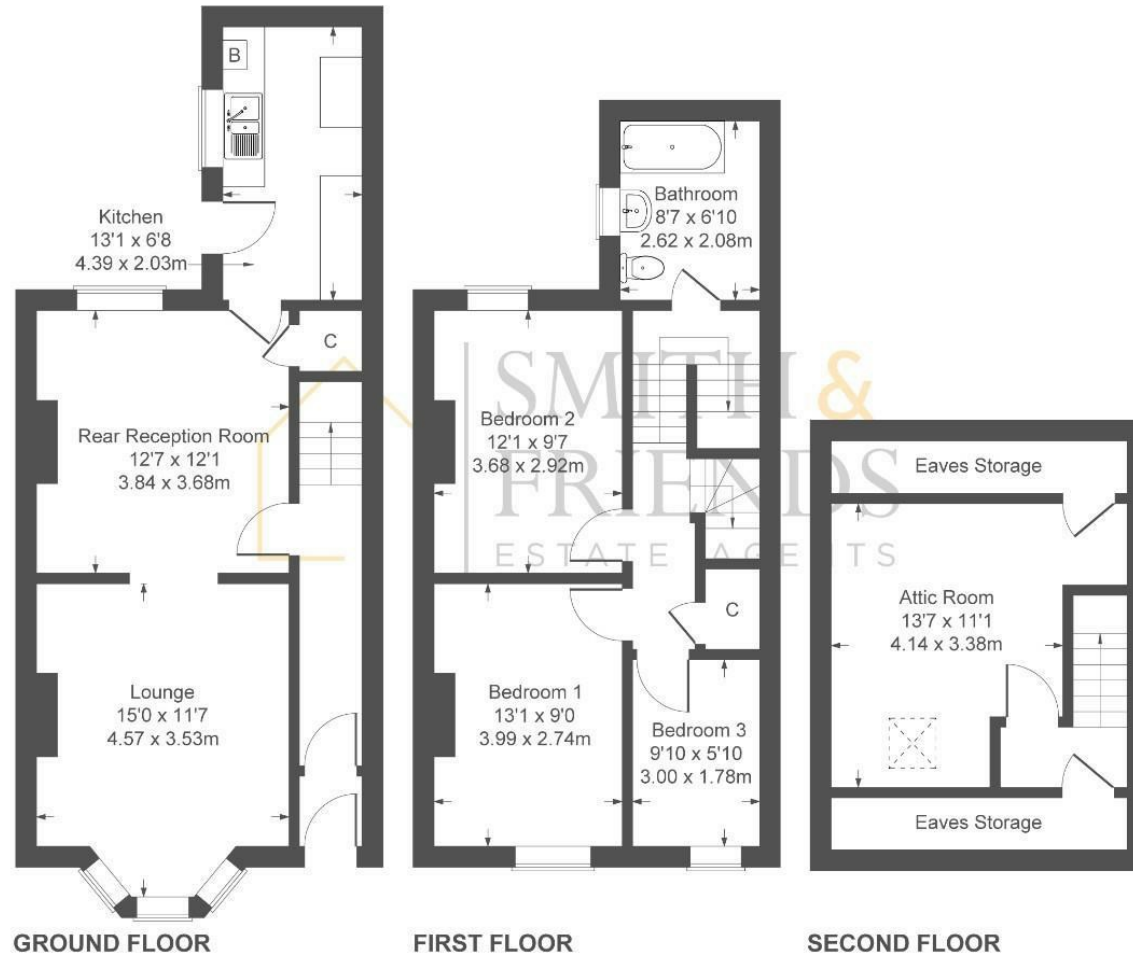 B
Kitchen
13'1 x 6'8
4.39 x 2.03m
C
Rear Reception Room
12'7 x 12'1
3.84 x 3.68m
Lounge
15'0 x 11'7
4.57 x 3.53m
GROUND FLOOR
Bathroom
8'7 x 6'10
2.62 x 2.08m
Bedroom 2
12'1 x 9'7
3.68 x 2.92m
C
Bedroom 1
13'1 x 9'0
3.99 x 2.74m
Bedroom 3
9'10 x 5'10
3.00 x 1.78m
FIRST FLOOR
Eaves Storage
Attic Room
13'7 x 11'1
4.14 x 3.38m
Eaves Storage
SECOND FLOOR
SMITH &
FRIENDS
ESTATE AGENTS